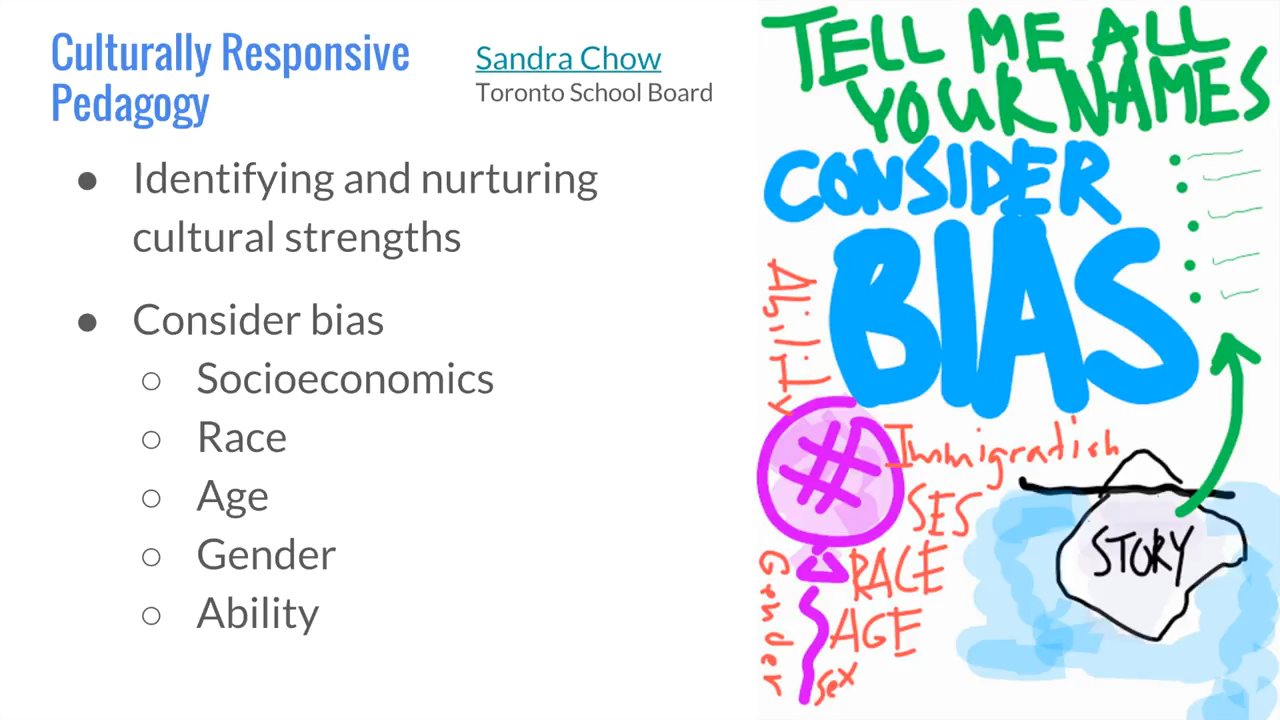 Culturally Responsive
Pedagogy
Sandra Chow
Toronto School Board
● Identifying and nurturing
cultural strengths
● Consider bias
○ Socioeconomics
○ Race
○ Age
○ Gender
○ Ability
TELL ME ALL
YOUR NAMES
CONSIDER
BIAS
Ability
#
Immigration
SES
RACE
AGE
Sex
Gender
STORY